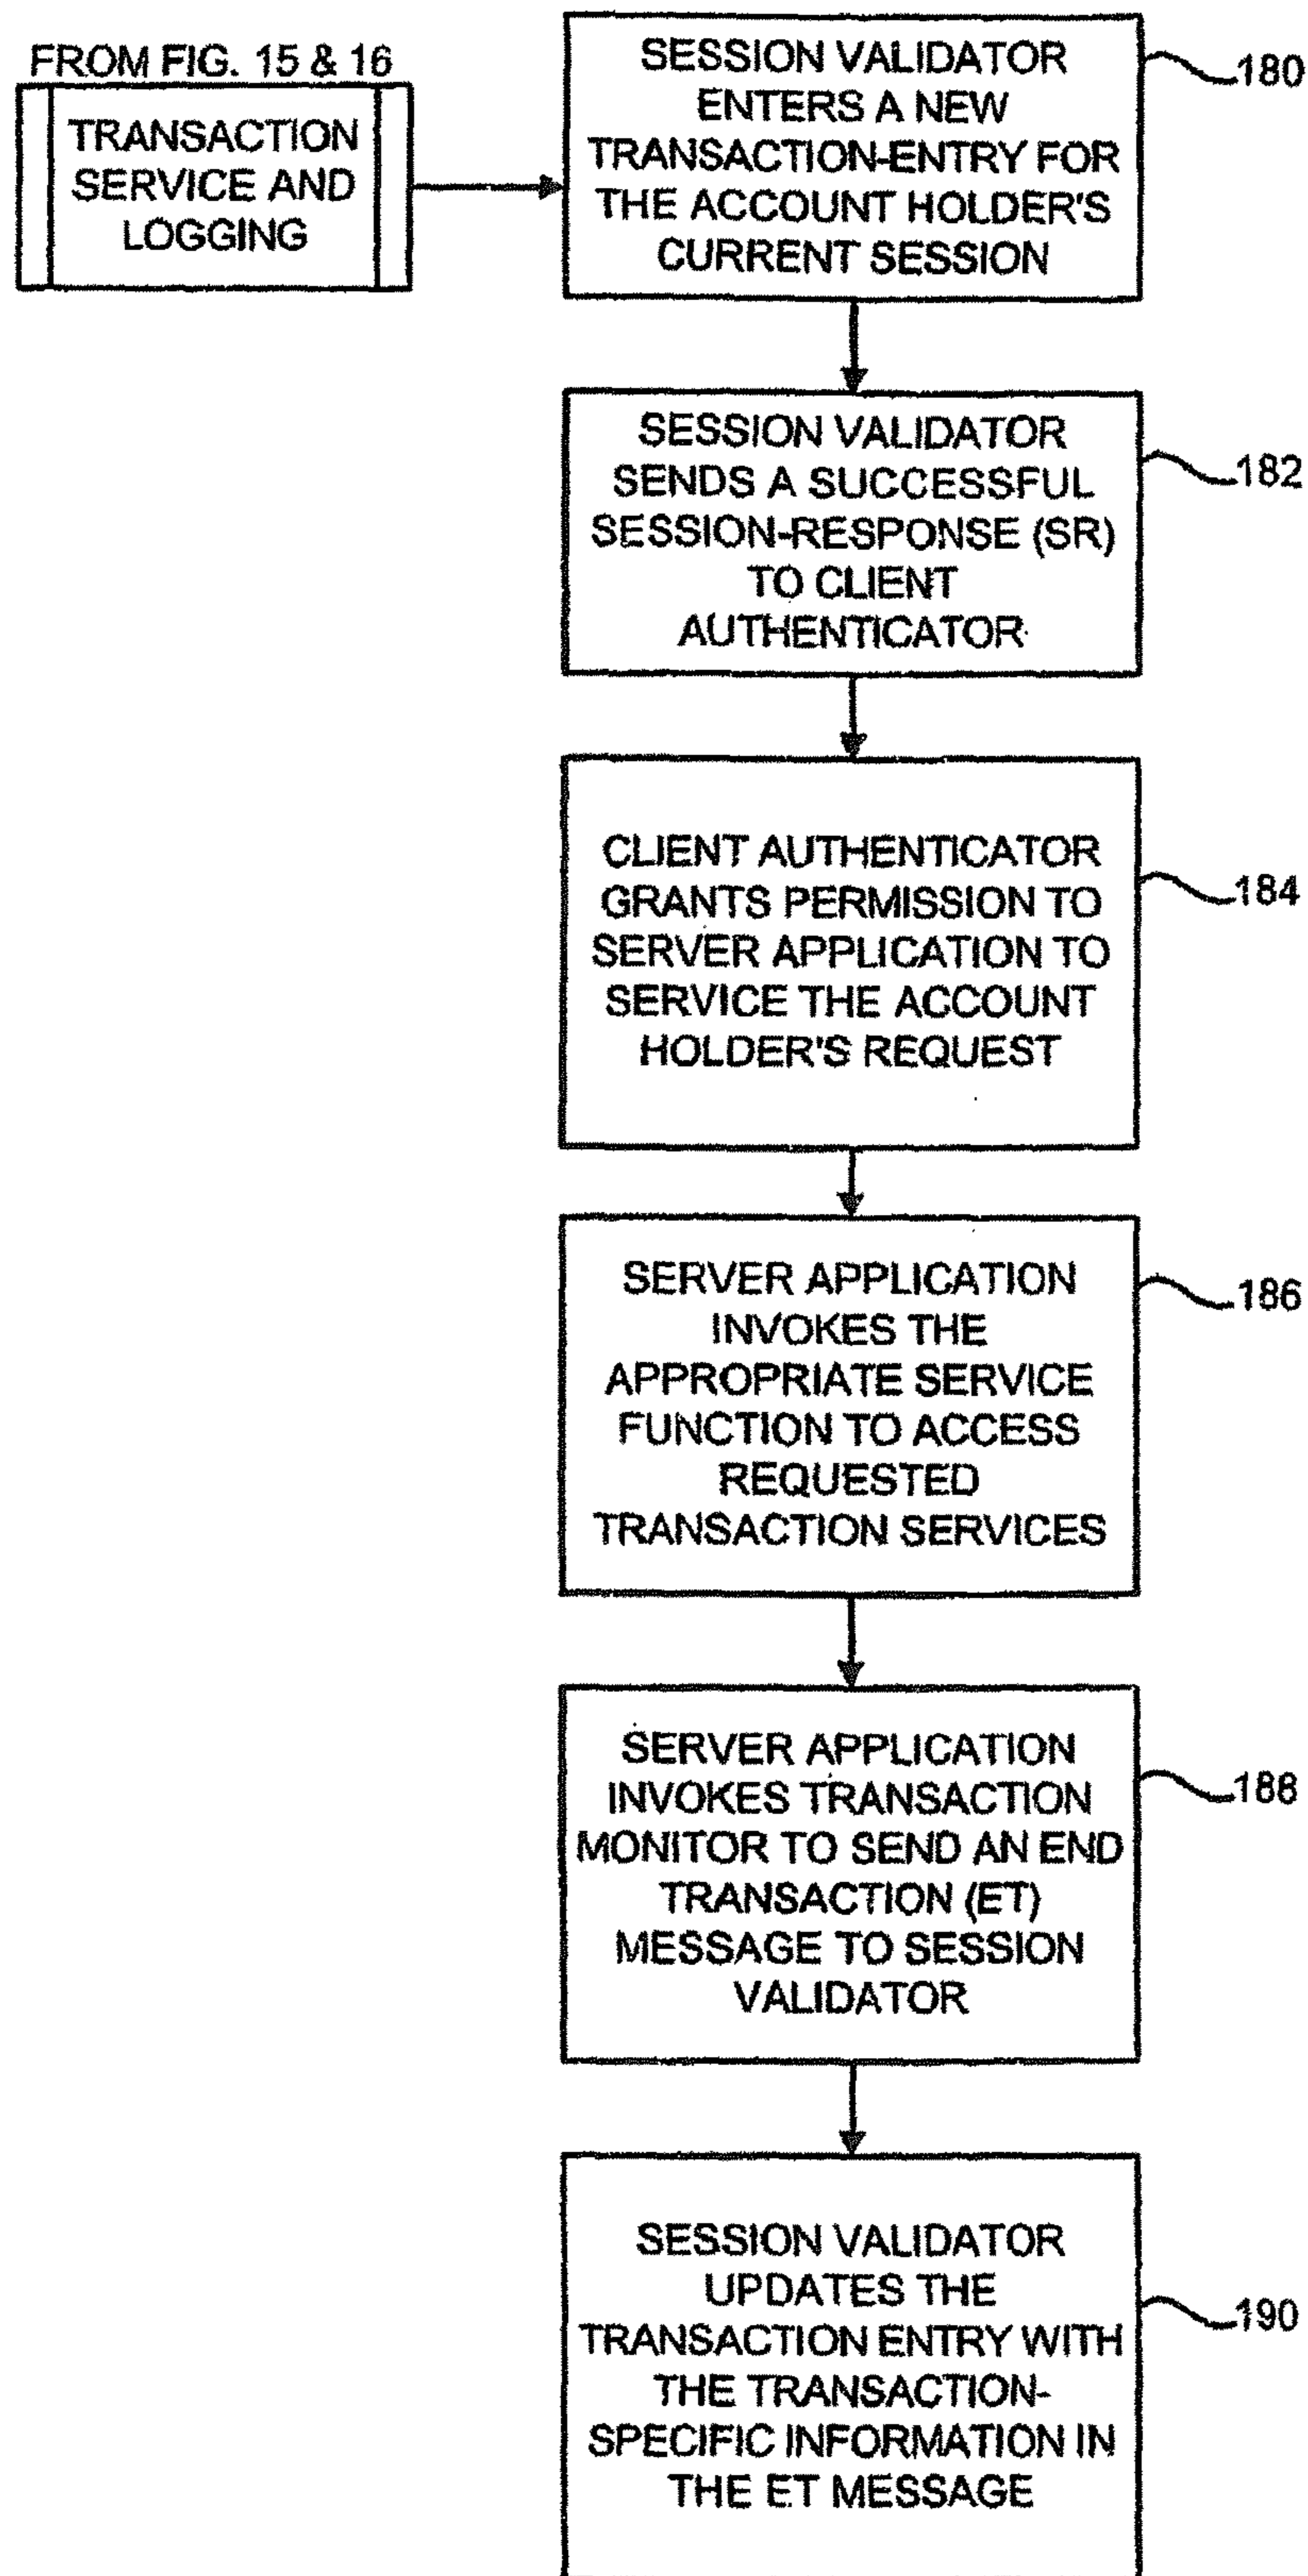 FROM FIG. 15 & 16
TRANSACTION
SERVICE AND
LOGGING
SESSION VALIDATOR
ENTERS A NEW
TRANSACTION-ENTRY FOR
THE ACCOUNT HOLDER'S
CURRENT SESSION
180
SESSION VALIDATOR
SENDS A SUCCESSFUL
SESSION-RESPONSE (SR)
TO CLIENT
AUTHENTICATOR
182
CLIENT AUTHENTICATOR
GRANTS PERMISSION TO
SERVER APPLICATION TO
SERVICE THE ACCOUNT
HOLDER'S REQUEST
184
SERVER APPLICATION
INVOKES THE
APPROPRIATE SERVICE
FUNCTION TO ACCESS
REQUESTED
TRANSACTION SERVICES
186
SERVER APPLICATION
INVOKES TRANSACTION
MONITOR TO SEND AN END
TRANSACTION (ET)
MESSAGE TO SESSION
VALIDATOR
188
SESSION VALIDATOR
UPDATES THE
TRANSACTION ENTRY WITH
THE TRANSACTION-
SPECIFIC INFORMATION IN
THE ET MESSAGE
190